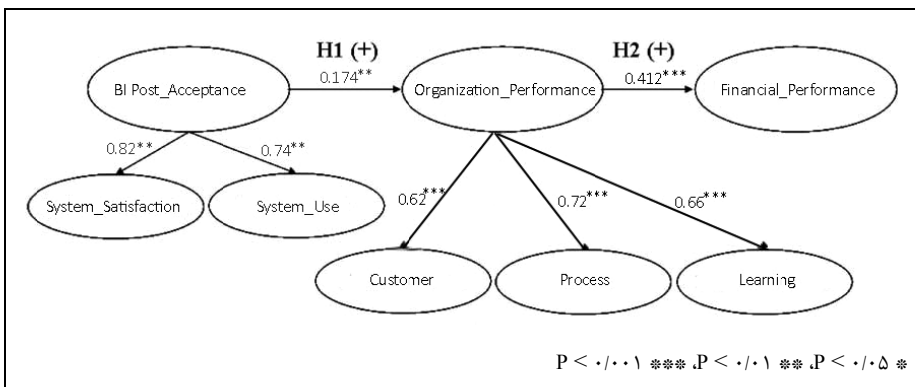 H1 (+)
H2 (+)
BI Post_Acceptance
0.174**
Organization_Performance
0.412***
Financial_Performance
0.82**
0.74**
System_Satisfaction
System_Use
0.62***
0.72***
0.66***
Customer
Process
Learning
P < ۰/۰۰۱ *** ،P < ۰/۰۱ ** ،P < ۰/۰۵ *